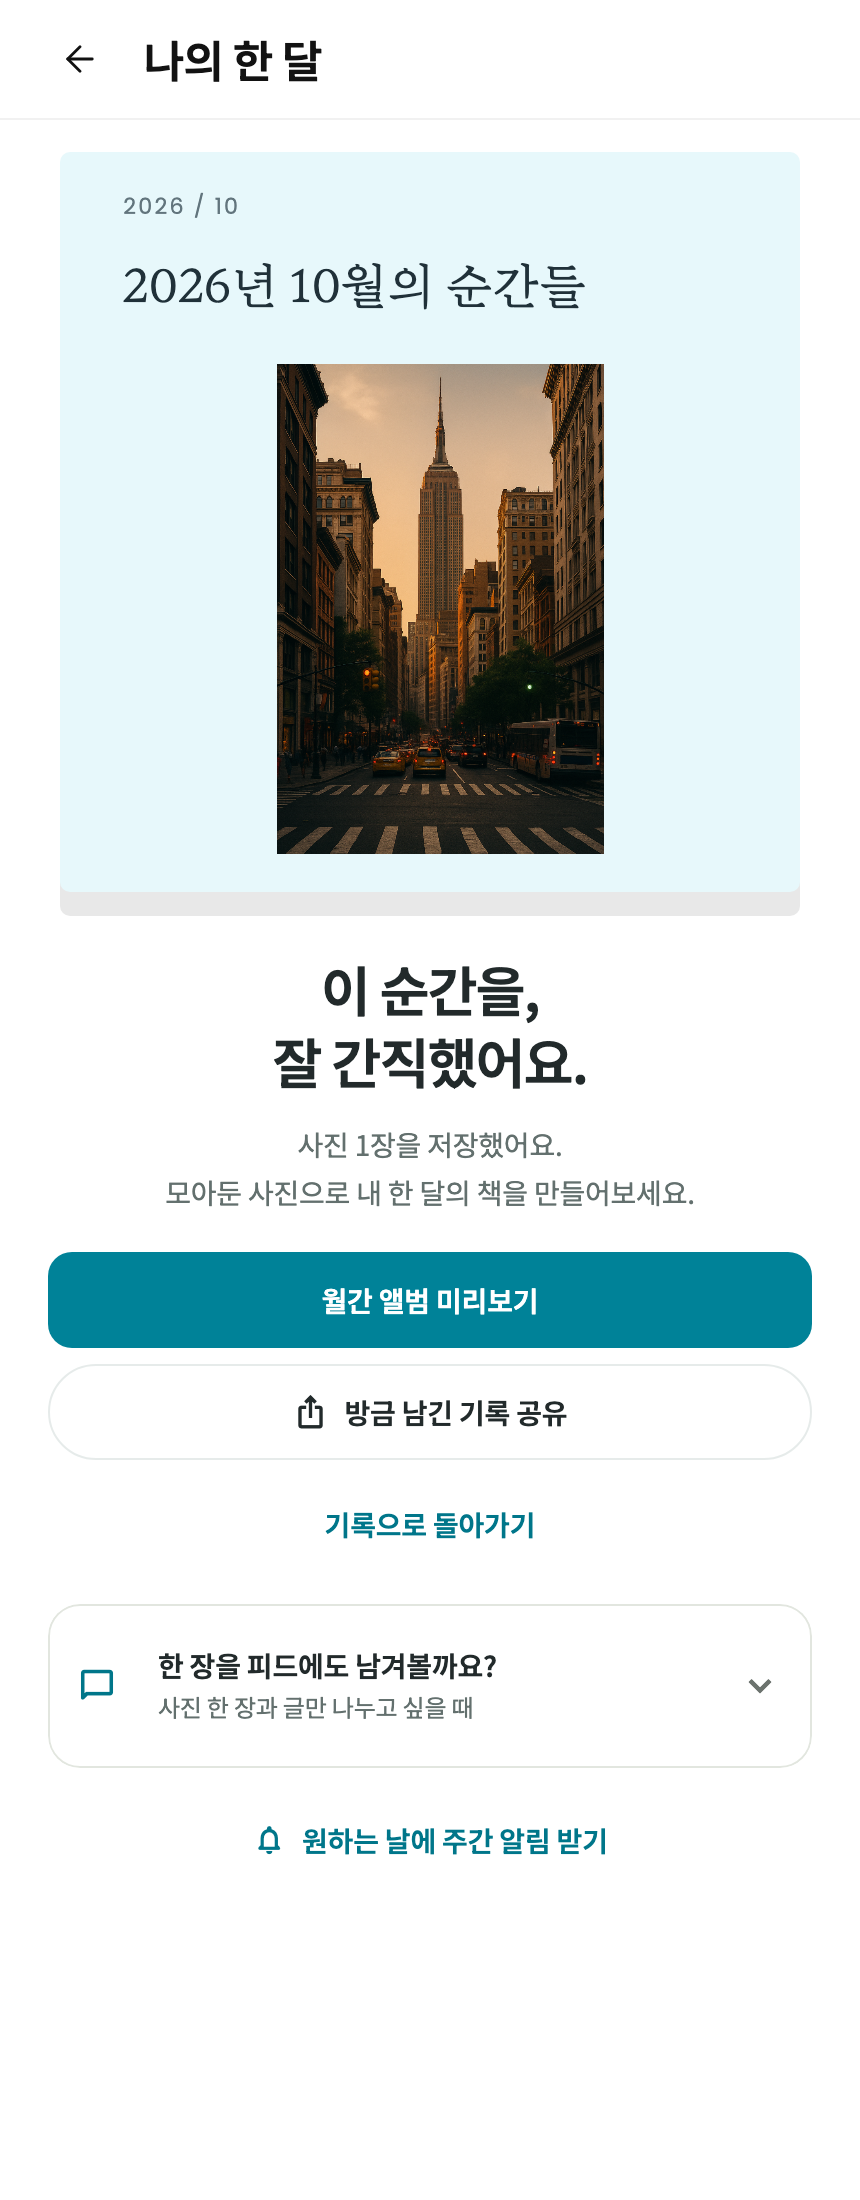 나의 한 달
2026 / 10
2026년 10월의 순간들
이 순간을,
잘 간직했어요.
사진 1장을 저장했어요.
모아둔 사진으로 내 한 달의 책을 만들어보세요.
월간 앨범 미리보기
방금 남긴 기록 공유
기록으로 돌아가기
한 장을 피드에도 남겨볼까요?
사진 한 장과 글만 나누고 싶을 때
원하는 날에 주간 알림 받기